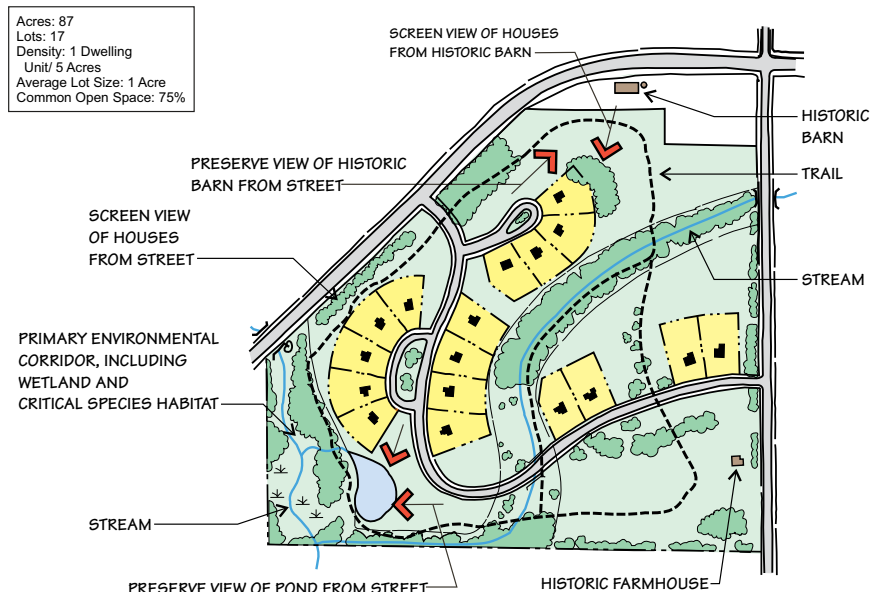 Acres: 87
Lots: 17
Density: 1 Dwelling
Unit/ 5 Acres
Average Lot Size: 1 Acre
Common Open Space: 75%
SCREEN VIEW OF HOUSES
FROM HISTORIC BARN
HISTORIC
BARN
PRESERVE VIEW OF HISTORIC
BARN FROM STREET
TRAIL
SCREEN VIEW
OF HOUSES
FROM STREET
STREAM
PRIMARY ENVIRONMENTAL
CORRIDOR, INCLUDING
WETLAND AND
CRITICAL SPECIES HABITAT
STREAM
PRESERVE VIEW OF POND FROM STREET
HISTORIC FARMHOUSE